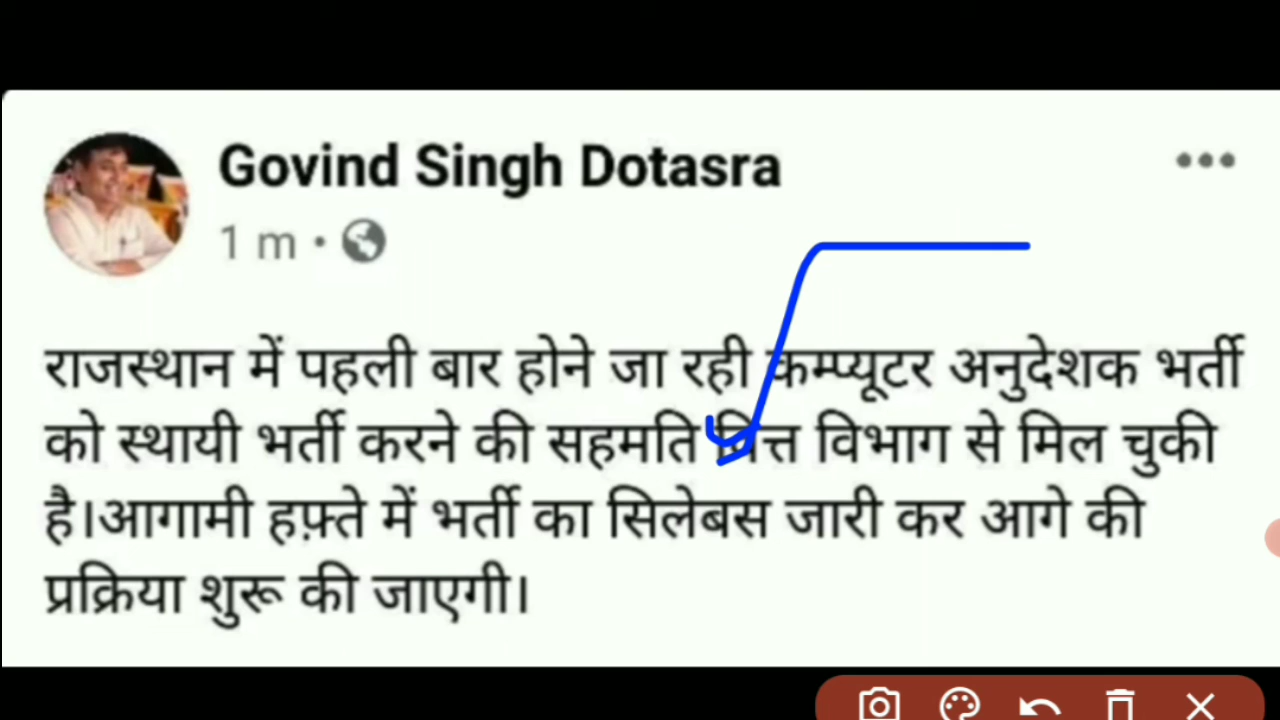 Govind Singh Dotasra
1 m •
राजस्थान में पहली बार होने जा रही कम्प्यूटर अनुदेशक भर्ती
को स्थायी भर्ती करने की सहमति वित्त विभाग से मिल चुकी
है।आगामी हफ़्ते में भर्ती का सिलेबस जारी कर आगे की
प्रक्रिया शुरू की जाएगी।